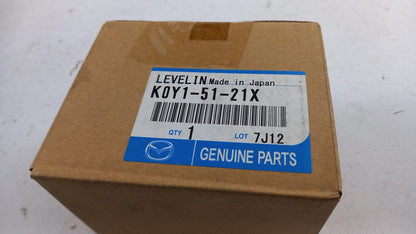 LEVELIN Made in Japan
K0Y1-51-21X
QTY 1 LOT 7J12
GENUINE PARTS